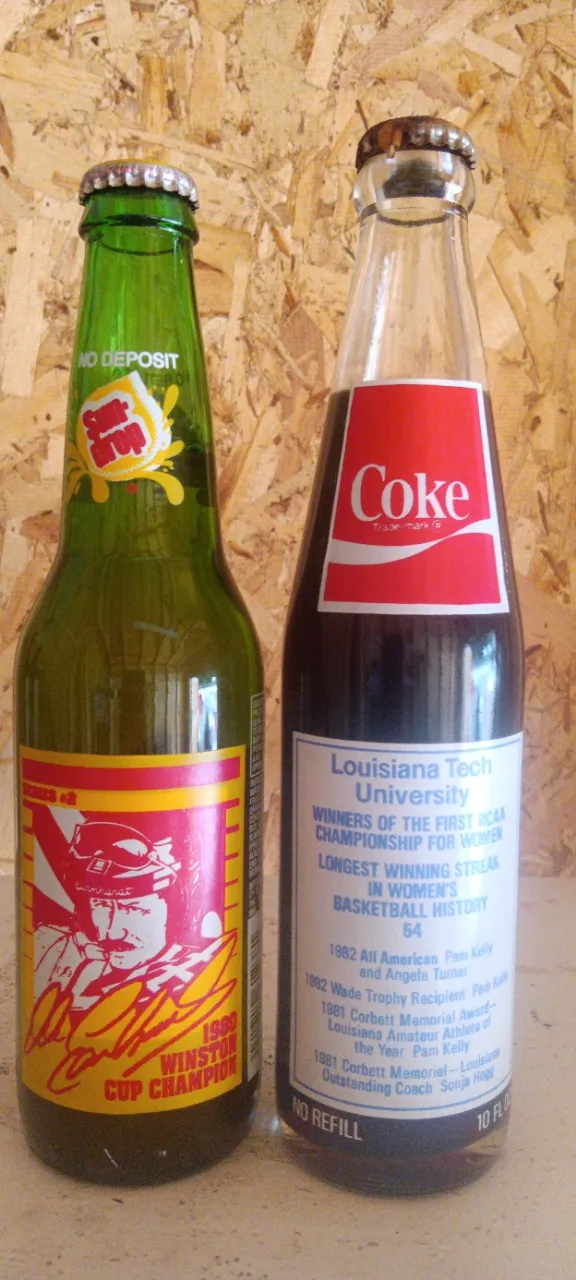 NO DEPOSIT
Sun
Drop
SERIES #2
Earnhardt
1980
WINSTON
CUP CHAMPION
Coke
Trade-mark ®
Louisiana Tech
University
WINNERS OF THE FIRST NCAA
CHAMPIONSHIP FOR WOMEN
LONGEST WINNING STREAK
IN WOMEN'S
BASKETBALL HISTORY
54
1982 All American Pam Kelly
and Angela Turner
1982 Wade Trophy Recipient Pam Kelly
1981 Corbett Memorial Award—
Louisiana Amateur Athlete of
the Year Pam Kelly
1981 Corbett Memorial—Louisiana
Outstanding Coach Sonja Hogg
NO REFILL
10 FL O